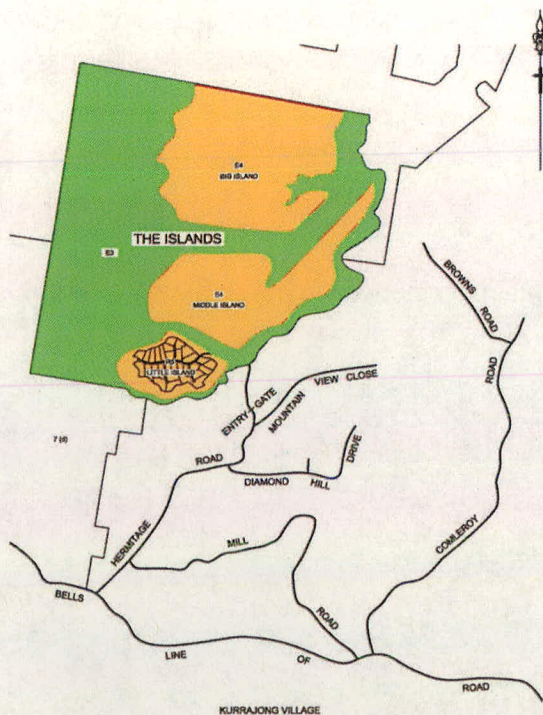 E4
BIG ISLAND
THE ISLANDS
E3
E4
MIDDLE ISLAND
LITTLE ISLAND
7 (d)
BROWNS ROAD
ENTRY GATE
MOUNTAIN VIEW CLOSE
HERMITAGE ROAD
DIAMOND HILL DRIVE
MILL ROAD
COMLEROY ROAD
BELLS LINE OF ROAD
KURRAJONG VILLAGE